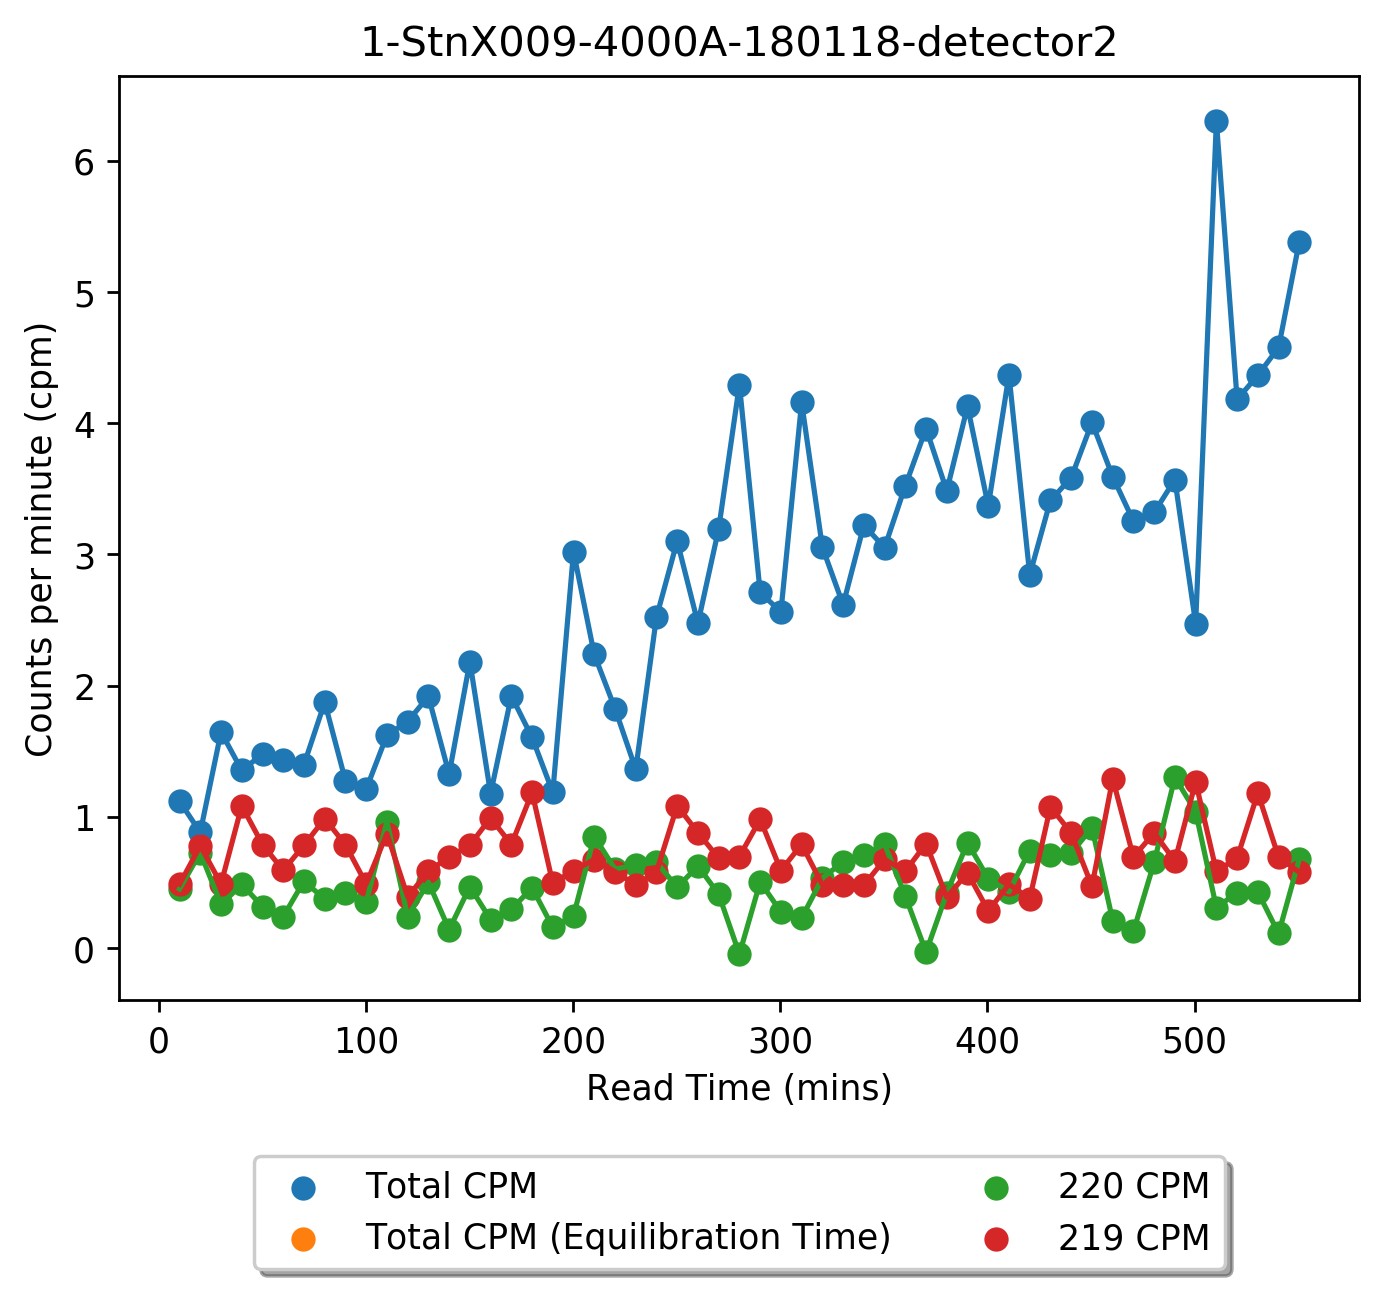 1-StnX009-4000A-180118-detector2
Counts per minute (cpm)
6
5
4
3
2
1
0
0 100 200 300 400 500
Read Time (mins)
Total CPM
Total CPM (Equilibration Time)
220 CPM
219 CPM